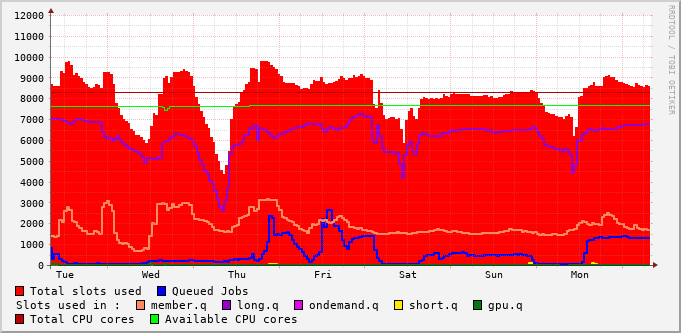 12000
11000
10000
9000
8000
7000
6000
5000
4000
3000
2000
1000
0
Tue Wed Thu Fri Sat Sun Mon
RRDTOOL / TOBI OETIKER
Total slots used Queued Jobs
Slots used in : member.q long.q ondemand.q short.q gpu.q
Total CPU cores Available CPU cores